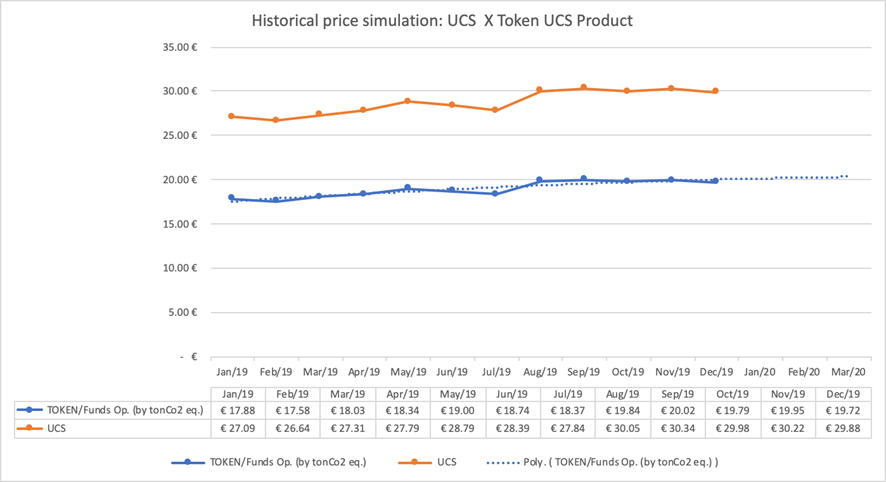 Historical price simulation: UCS X Token UCS Product
35.00 €
30.00 €
25.00 €
20.00 €
15.00 €
10.00 €
5.00 €
- €
Jan/19 Feb/19 Mar/19 Apr/19 May/19 Jun/19 Jul/19 Aug/19 Sep/19 Oct/19 Nov/19 Dec/19 Jan/20 Feb/20 Mar/20
Jan/19 Feb/19 Mar/19 Apr/19 May/19 Jun/19 Jul/19 Aug/19 Sep/19 Oct/19 Nov/19 Dec/19
TOKEN/Funds Op. (by tonCo2 eq.) € 17.88 € 17.58 € 18.03 € 18.34 € 19.00 € 18.74 € 18.37 € 19.84 € 20.02 € 19.79 € 19.95 € 19.72
UCS € 27.09 € 26.64 € 27.31 € 27.79 € 28.79 € 28.39 € 27.84 € 30.05 € 30.34 € 29.98 € 30.22 € 29.88
TOKEN/Funds Op. (by tonCo2 eq.) UCS Poly. ( TOKEN/Funds Op. (by tonCo2 eq.) )